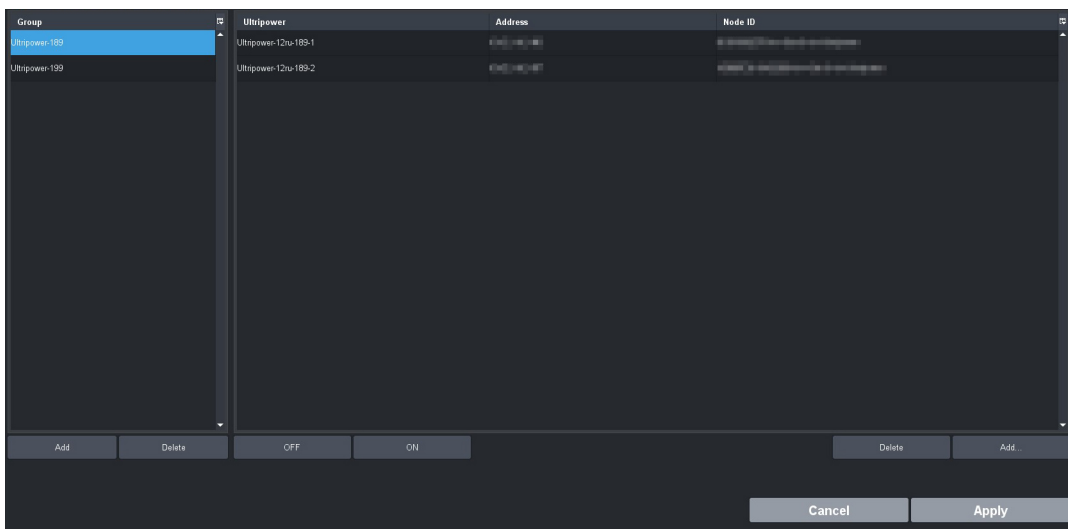 Group Ultripower Address Node ID
Ultripower-189 Ultripower-12ru-189-1
Ultripower-199 Ultripower-12ru-189-2
Add Delete OFF ON Delete Add...
Cancel Apply